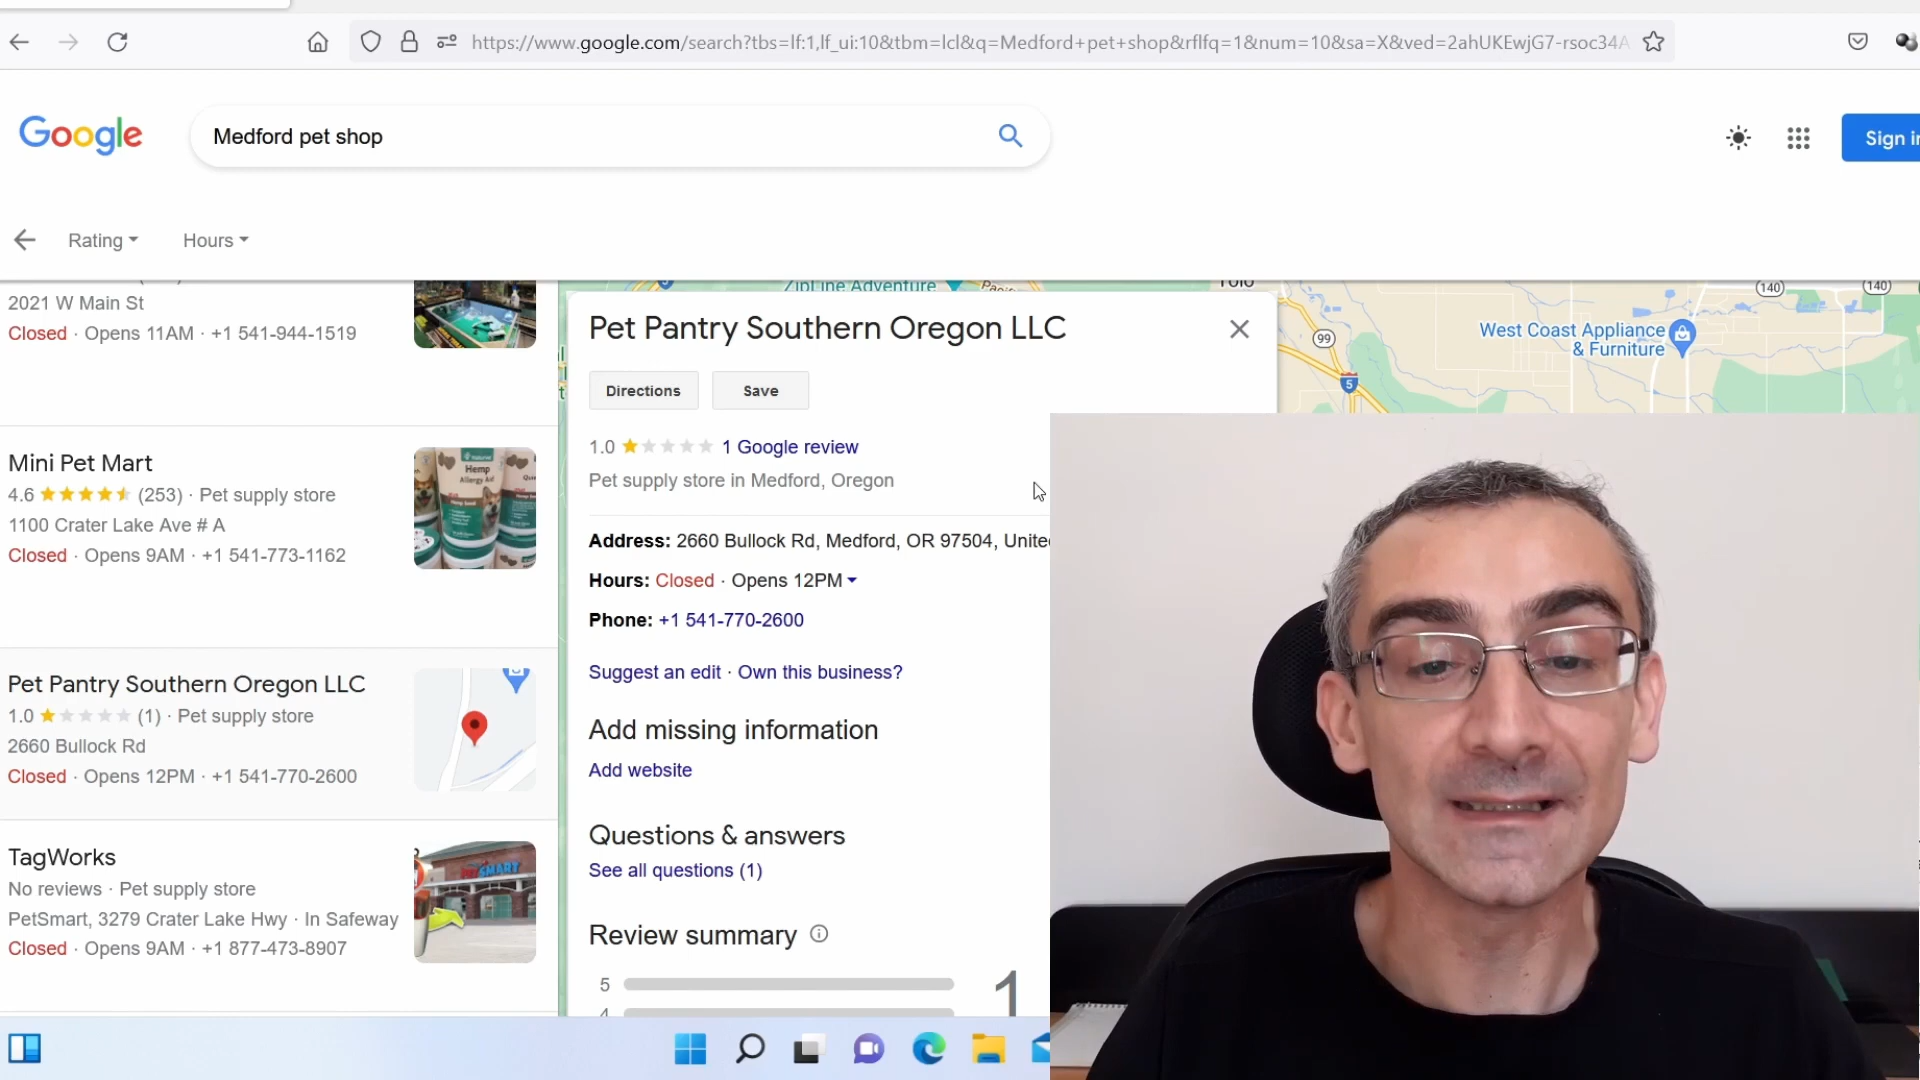 https://www.google.com/search?tbs=lf:1,lf_ui:10&tbm=lcl&q=Medford+pet+shop&rflfq=1&num=10&sa=X&ved=2ahUKEwjG7-rsoc34A
Google
Medford pet shop
Sign in
Rating
Hours
2021 W Main St
Closed · Opens 11AM · +1 541-944-1519
Mini Pet Mart
4.6 (253) · Pet supply store
1100 Crater Lake Ave # A
Closed · Opens 9AM · +1 541-773-1162
Pet Pantry Southern Oregon LLC
1.0 (1) · Pet supply store
2660 Bullock Rd
Closed · Opens 12PM · +1 541-770-2600
TagWorks
No reviews · Pet supply store
PetSmart, 3279 Crater Lake Hwy · In Safeway
Closed · Opens 9AM · +1 877-473-8907
Hemp
Allergy Aid
PETSMART
ZipLine Adventure
140
140
99
5
West Coast Appliance
& Furniture
Pet Pantry Southern Oregon LLC
Directions
Save
1.0 1 Google review
Pet supply store in Medford, Oregon
Address: 2660 Bullock Rd, Medford, OR 97504, Unite
Hours: Closed · Opens 12PM
Phone: +1 541-770-2600
Suggest an edit · Own this business?
Add missing information
Add website
Questions & answers
See all questions (1)
Review summary
5
1
4